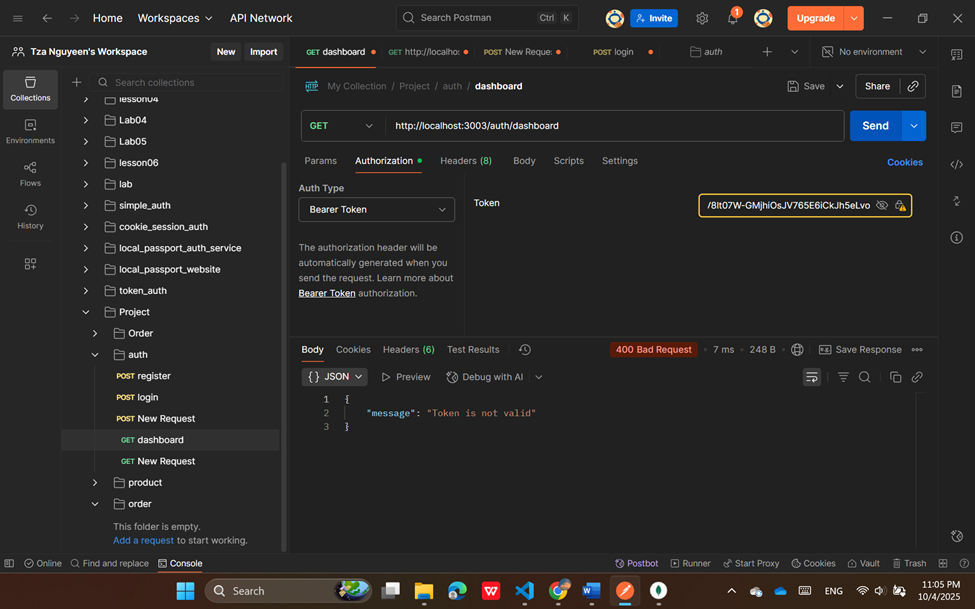 Home Workspaces API Network Search Postman Ctrl K Invite 1 Upgrade
Tza Nguyeen's Workspace New Import GET dashboard GET http://localho: POST New Reque: POST login auth No environment
Collections
Environments
Flows
History
Search collections
lesson04
Lab04
Lab05
lesson06
lab
simple_auth
cookie_session_auth
local_passport_auth_service
local_passport_website
token_auth
Project
Order
auth
POST register
POST login
POST New Request
GET dashboard
GET New Request
product
order
This folder is empty.
Add a request to start working.
HTTP My Collection / Project / auth / dashboard Save Share
GET http://localhost:3003/auth/dashboard Send
Params Authorization Headers (8) Body Scripts Settings Cookies
Auth Type
Bearer Token
The authorization header will be
automatically generated when you
send the request. Learn more about
Bearer Token authorization.
Token /8It07W-GMjhiOsJV765E6iCkJh5eLvo
Body Cookies Headers (6) Test Results 400 Bad Request 7 ms 248 B Save Response
{} JSON Preview Debug with AI
1 {
2 "message": "Token is not valid"
3 }
Online Find and replace Console Postbot Runner Start Proxy Cookies Vault Trash
Search ENG 11:05 PM
10/4/2025